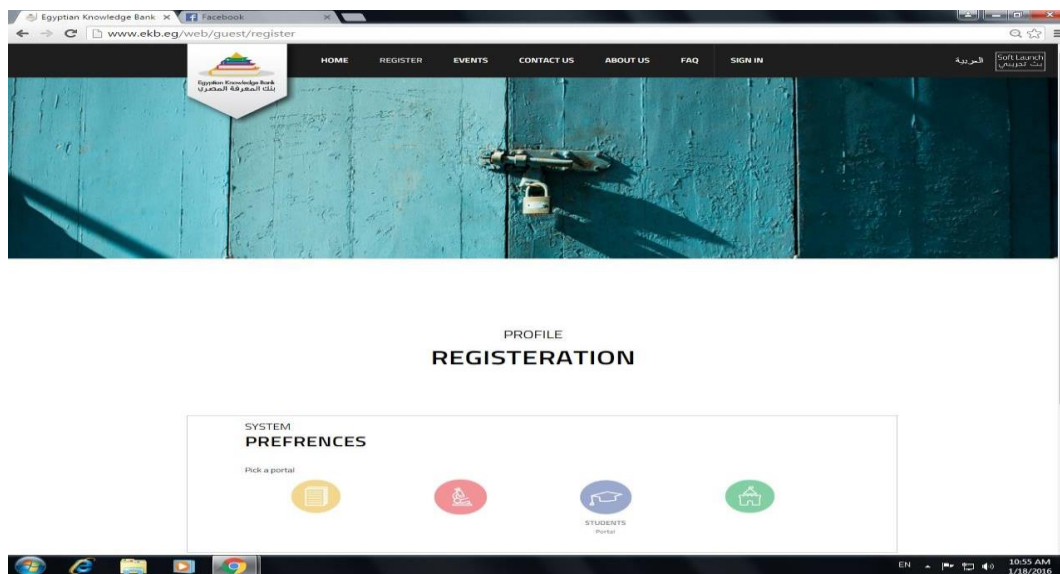 Egyptian Knowledge Bank
Facebook
www.ekb.eg/web/guest/register
HOME REGISTER EVENTS CONTACT US ABOUT US FAQ SIGN IN
العربية
Soft Launch
بث تجريبي
Egyptian Knowledge Bank
بنك المعرفة المصري
PROFILE
REGISTERATION
SYSTEM
PREFRENCES
Pick a portal
STUDENTS
Portal
EN
10:55 AM
1/18/2016